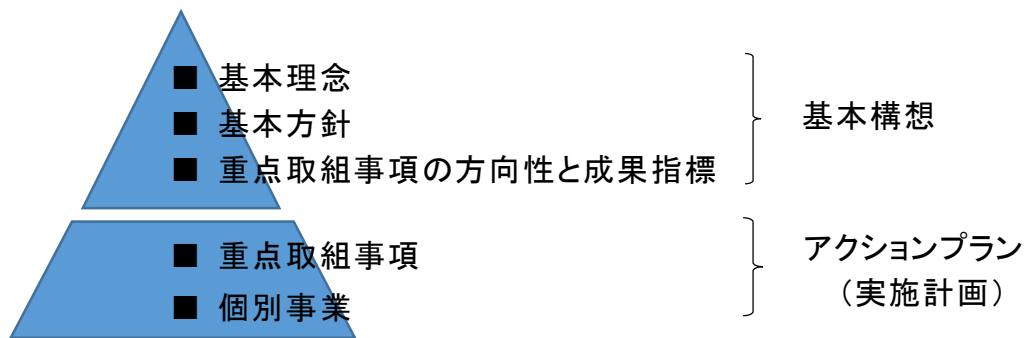 ■ 基本理念
■ 基本方針
■ 重点取組事項の方向性と成果指標
基本構想
■ 重点取組事項
■ 個別事業
アクションプラン
（実施計画）